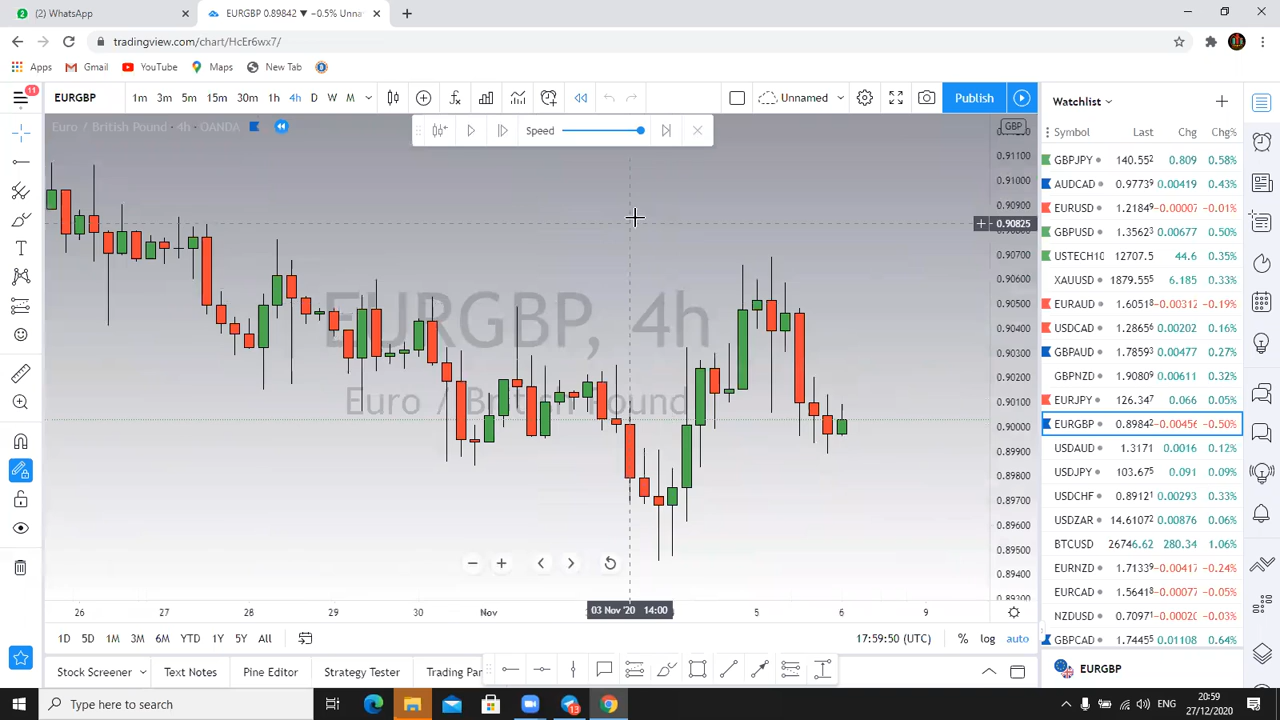 (2) WhatsApp
EURGBP 0.89842 ▼ −0.5% Unna
tradingview.com/chart/HcEr6wx7/
Apps Gmail YouTube Maps New Tab
11
EURGBP 1m 3m 5m 15m 30m 1h 4h D W M Unnamed Publish
Euro / British Pound · 4h · OANDA
Speed
GBP
0.91100
0.91000
0.90900
0.90825
0.90700
0.90600
0.90500
0.90400
0.90300
0.90200
0.90100
0.90000
0.89900
0.89800
0.89700
0.89600
0.89500
0.89400
0.89300
EURGBP, 4h
Euro / British Pound
26 27 28 29 30 Nov 03 Nov '20 14:00 5 6 9
1D 5D 1M 3M 6M YTD 1Y 5Y All
17:59:50 (UTC) % log auto
Stock Screener Text Notes Pine Editor Strategy Tester Trading Pan
Watchlist
Symbol Last Chg Chg%
GBPJPY 140.552 0.809 0.58%
AUDCAD 0.97739 0.00419 0.43%
EURUSD 1.21849 −0.00007 −0.01%
GBPUSD 1.35623 0.00677 0.50%
USTECH10 12707.5 44.6 0.35%
XAUUSD 1879.555 6.185 0.33%
EURAUD 1.60518 −0.00312 −0.19%
USDCAD 1.28656 0.00202 0.16%
GBPAUD 1.78593 0.00477 0.27%
GBPNZD 1.90809 0.00611 0.32%
EURJPY 126.347 0.066 0.05%
EURGBP 0.89842 −0.00456 −0.50%
USDAUD 1.3171 0.0016 0.12%
USDJPY 103.675 0.091 0.09%
USDCHF 0.89121 0.00293 0.33%
USDZAR 14.61072 0.00876 0.06%
BTCUSD 26746.62 280.34 1.06%
EURNZD 1.71339 −0.00417 −0.24%
EURCAD 1.56418 −0.00077 −0.05%
NZDUSD 0.70971 −0.00020 −0.03%
GBPCAD 1.74455 0.01108 0.64%
EURGBP
Type here to search
13
ENG
20:59
27/12/2020